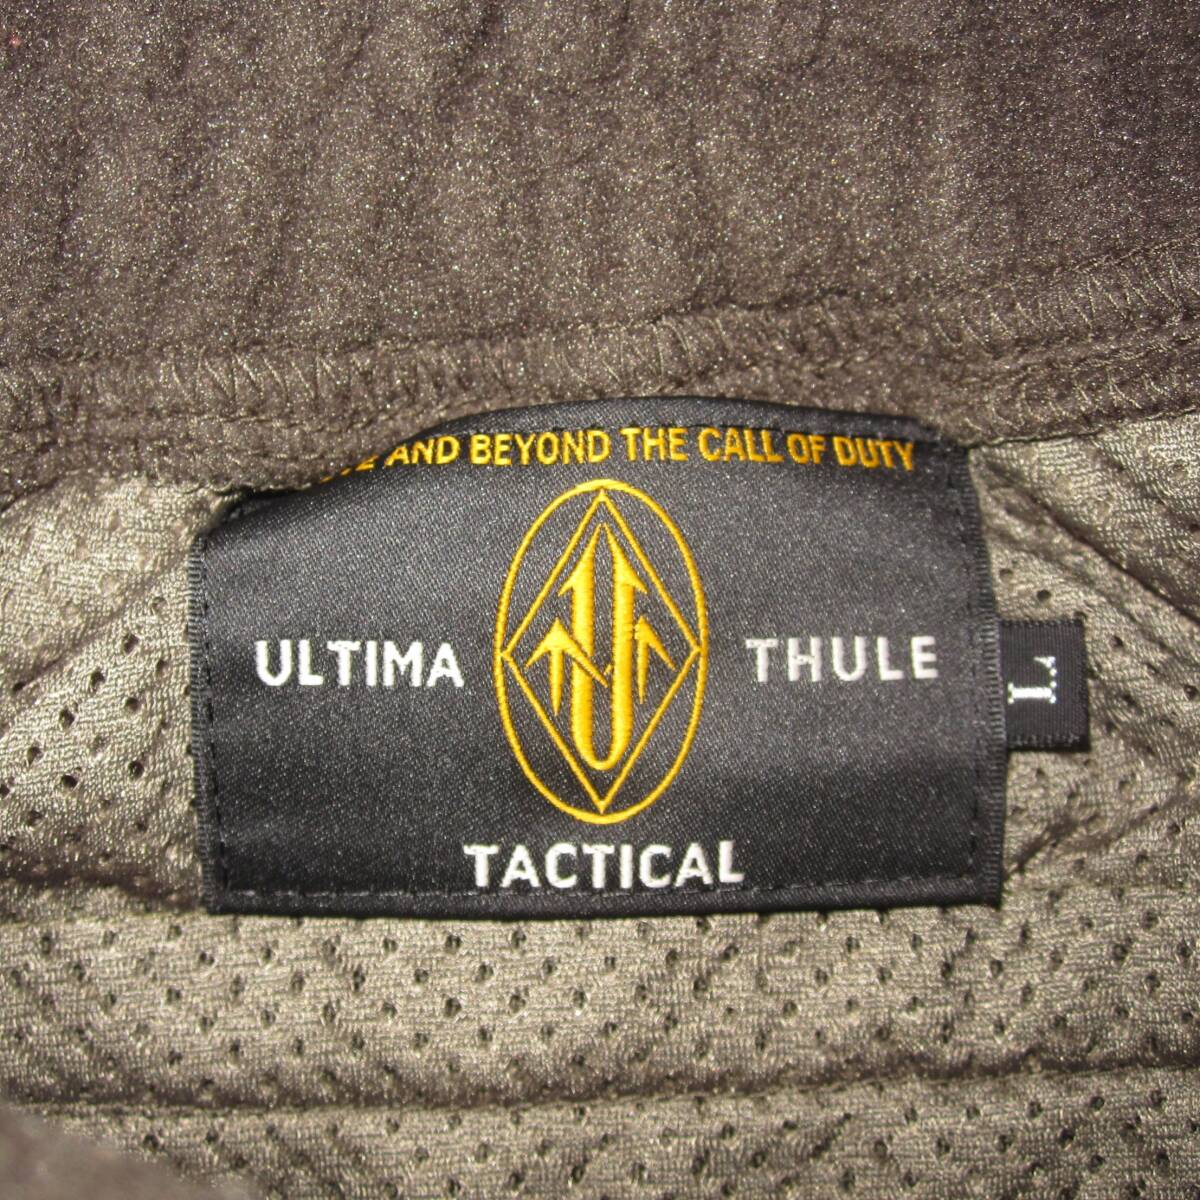 AND BEYOND THE CALL OF DUTY
ULTIMA THULE
L
TACTICAL